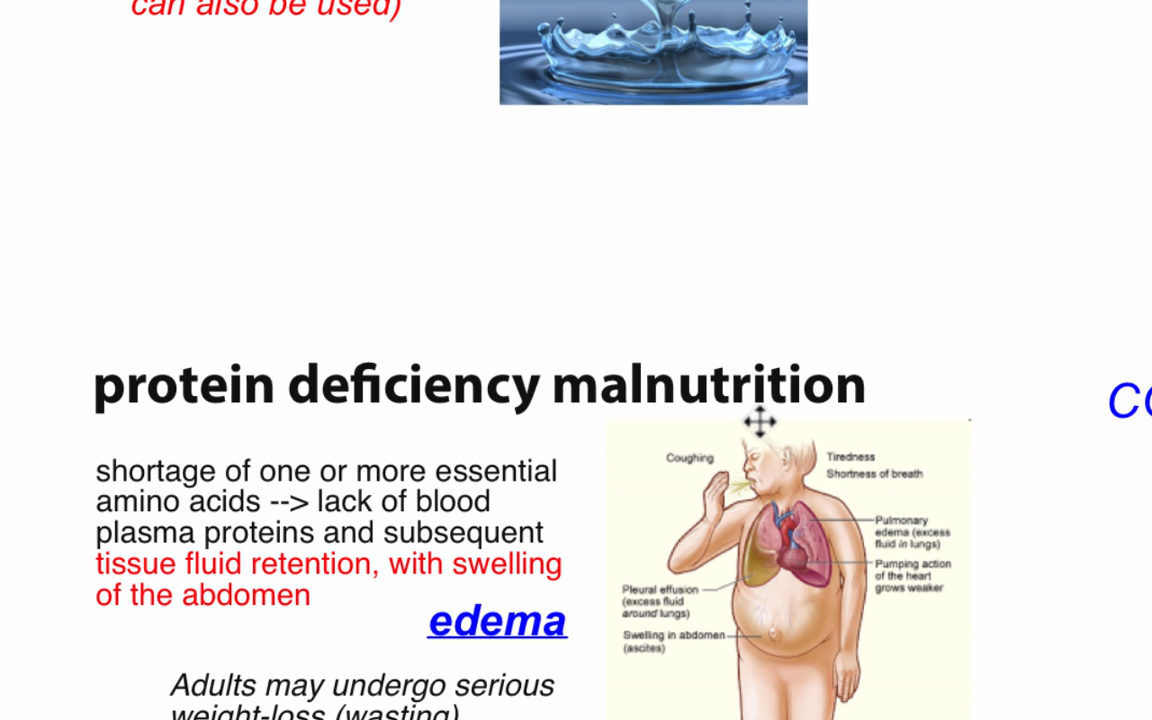 can also be used)
protein deficiency malnutrition
shortage of one or more essential
amino acids --> lack of blood
plasma proteins and subsequent
tissue fluid retention, with swelling
of the abdomen
edema
Adults may undergo serious
weight-loss (wasting)
Coughing
Tiredness
Shortness of breath
Pulmonary
edema (excess
fluid in lungs)
Pumping action
of the heart
grows weaker
Pleural effusion
(excess fluid
around lungs)
Swelling in abdomen
(ascites)